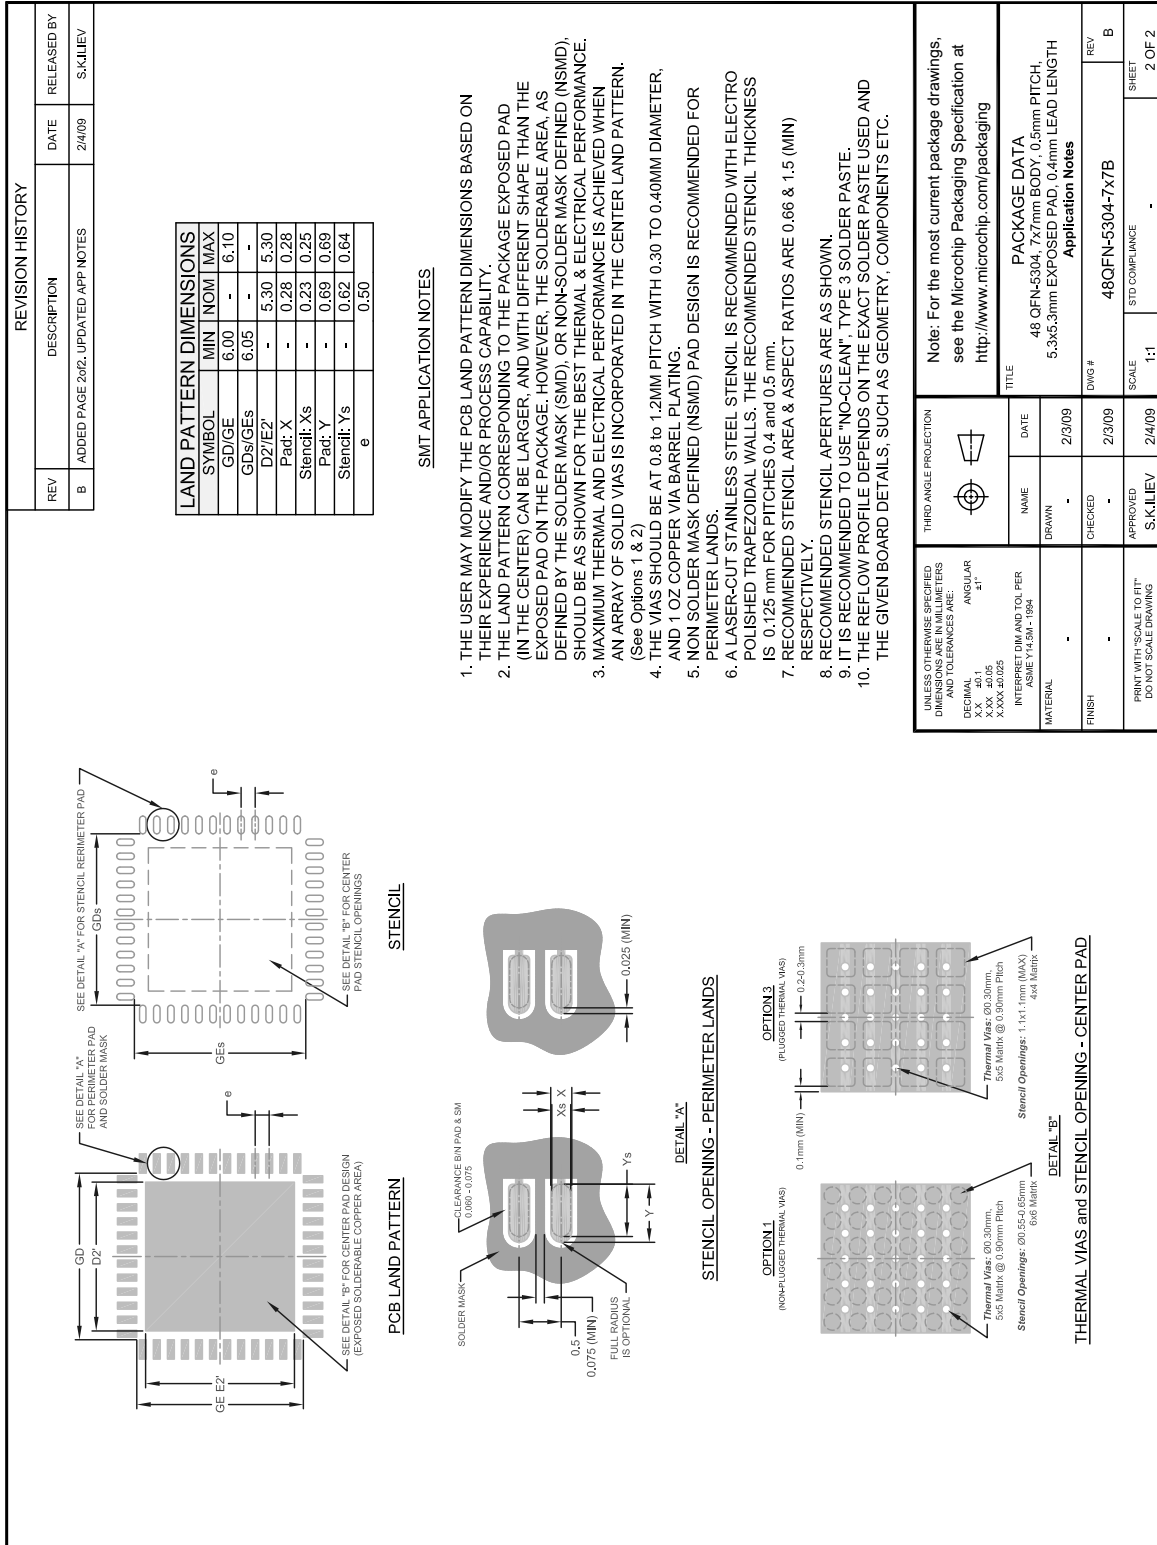 REVISION HISTORY
REV DESCRIPTION DATE RELEASED BY
B ADDED PAGE 2of2. UPDATED APP NOTES 2/4/09 S.K.ILIEV
SEE DETAIL "A"
FOR PERIMETER PAD
AND SOLDER MASK
GD
D2'
e
GE E2'
SEE DETAIL "B" FOR CENTER PAD DESIGN
(EXPOSED SOLDERABLE COPPER AREA)
PCB LAND PATTERN
SEE DETAIL "A" FOR STENCIL RERIMETER PAD
GDs
e
GEs
SEE DETAIL "B" FOR CENTER
PAD STENCIL OPENINGS
STENCIL
LAND PATTERN DIMENSIONS
SYMBOL MIN NOM MAX
GD/GE 6.00 - 6.10
GDs/GEs 6.05 - -
D2'/E2' - 5.30 5.30
Pad: X - 0.28 0.28
Stencil: Xs - 0.23 0.25
Pad: Y - 0.69 0.69
Stencil: Ys - 0.62 0.64
e 0.50
SOLDER MASK
CLEARANCE B/N PAD & SM
0.060 - 0.075
0.5
0.075 (MIN)
FULL RADIUS
IS OPTIONAL
Y
Ys
Xs X
0.025 (MIN)
DETAIL "A"
STENCIL OPENING - PERIMETER LANDS
OPTION 1
(NON-PLUGGED THERMAL VIAS)
Thermal Vias: Ø0.30mm,
5x5 Matrix @ 0.90mm Pitch
Stencil Openings: Ø0.55-0.65mm
6x6 Matrix
OPTION 3
(PLUGGED THERMAL VIAS)
0.1mm (MIN)
0.2-0.3mm
Thermal Vias: Ø0.30mm,
5x5 Matrix @ 0.90mm Pitch
Stencil Openings: 1.1x1.1mm (MAX)
4x4 Matrix
DETAIL "B"
THERMAL VIAS and STENCIL OPENING - CENTER PAD
SMT APPLICATION NOTES
1. THE USER MAY MODIFY THE PCB LAND PATTERN DIMENSIONS BASED ON
THEIR EXPERIENCE AND/OR PROCESS CAPABILITY.
2. THE LAND PATTERN CORRESPONDING TO THE PACKAGE EXPOSED PAD
(IN THE CENTER) CAN BE LARGER, AND WITH DIFFERENT SHAPE THAN THE
EXPOSED PAD ON THE PACKAGE. HOWEVER, THE SOLDERABLE AREA, AS
DEFINED BY THE SOLDER MASK (SMD), OR NON-SOLDER MASK DEFINED (NSMD),
SHOULD BE AS SHOWN FOR THE BEST THERMAL & ELECTRICAL PERFORMANCE.
3. MAXIMUM THERMAL AND ELECTRICAL PERFORMANCE IS ACHIEVED WHEN
AN ARRAY OF SOLID VIAS IS INCORPORATED IN THE CENTER LAND PATTERN.
(See Options 1 & 2)
4. THE VIAS SHOULD BE AT 0.8 to 1.2MM PITCH WITH 0.30 TO 0.40MM DIAMETER,
AND 1 OZ COPPER VIA BARREL PLATING.
5. NON SOLDER MASK DEFINED (NSMD) PAD DESIGN IS RECOMMENDED FOR
PERIMETER LANDS.
6. A LASER-CUT STAINLESS STEEL STENCIL IS RECOMMENDED WITH ELECTRO
POLISHED TRAPEZOIDAL WALLS. THE RECOMMENDED STENCIL THICKNESS
IS 0.125 mm FOR PITCHES 0.4 and 0.5 mm.
7. RECOMMENDED STENCIL AREA & ASPECT RATIOS ARE 0.66 & 1.5 (MIN)
RESPECTIVELY.
8. RECOMMENDED STENCIL APERTURES ARE AS SHOWN.
9. IT IS RECOMMENDED TO USE "NO-CLEAN", TYPE 3 SOLDER PASTE.
10. THE REFLOW PROFILE DEPENDS ON THE EXACT SOLDER PASTE USED AND
THE GIVEN BOARD DETAILS, SUCH AS GEOMETRY, COMPONENTS ETC.
UNLESS OTHERWISE SPECIFIED
DIMENSIONS ARE IN MILLIMETERS
AND TOLERANCES ARE:
DECIMAL ANGULAR
X.X ±0.1 ±1°
X.XX ±0.05
X.XXX ±0.025
INTERPRET DIM AND TOL PER
ASME Y14.5M - 1994
MATERIAL
-
FINISH
-
PRINT WITH "SCALE TO FIT"
DO NOT SCALE DRAWING
THIRD ANGLE PROJECTION
NAME DATE
DRAWN
- 2/3/09
CHECKED
- 2/3/09
APPROVED
S.K.ILIEV 2/4/09
Note: For the most current package drawings,
see the Microchip Packaging Specification at
http://www.microchip.com/packaging
TITLE
PACKAGE DATA
48 QFN-5304, 7x7mm BODY, 0.5mm PITCH,
5.3x5.3mm EXPOSED PAD, 0.4mm LEAD LENGTH
Application Notes
DWG #
48QFN-5304-7x7B
REV
B
SCALE
1:1
STD COMPLIANCE
-
SHEET
2 OF 2